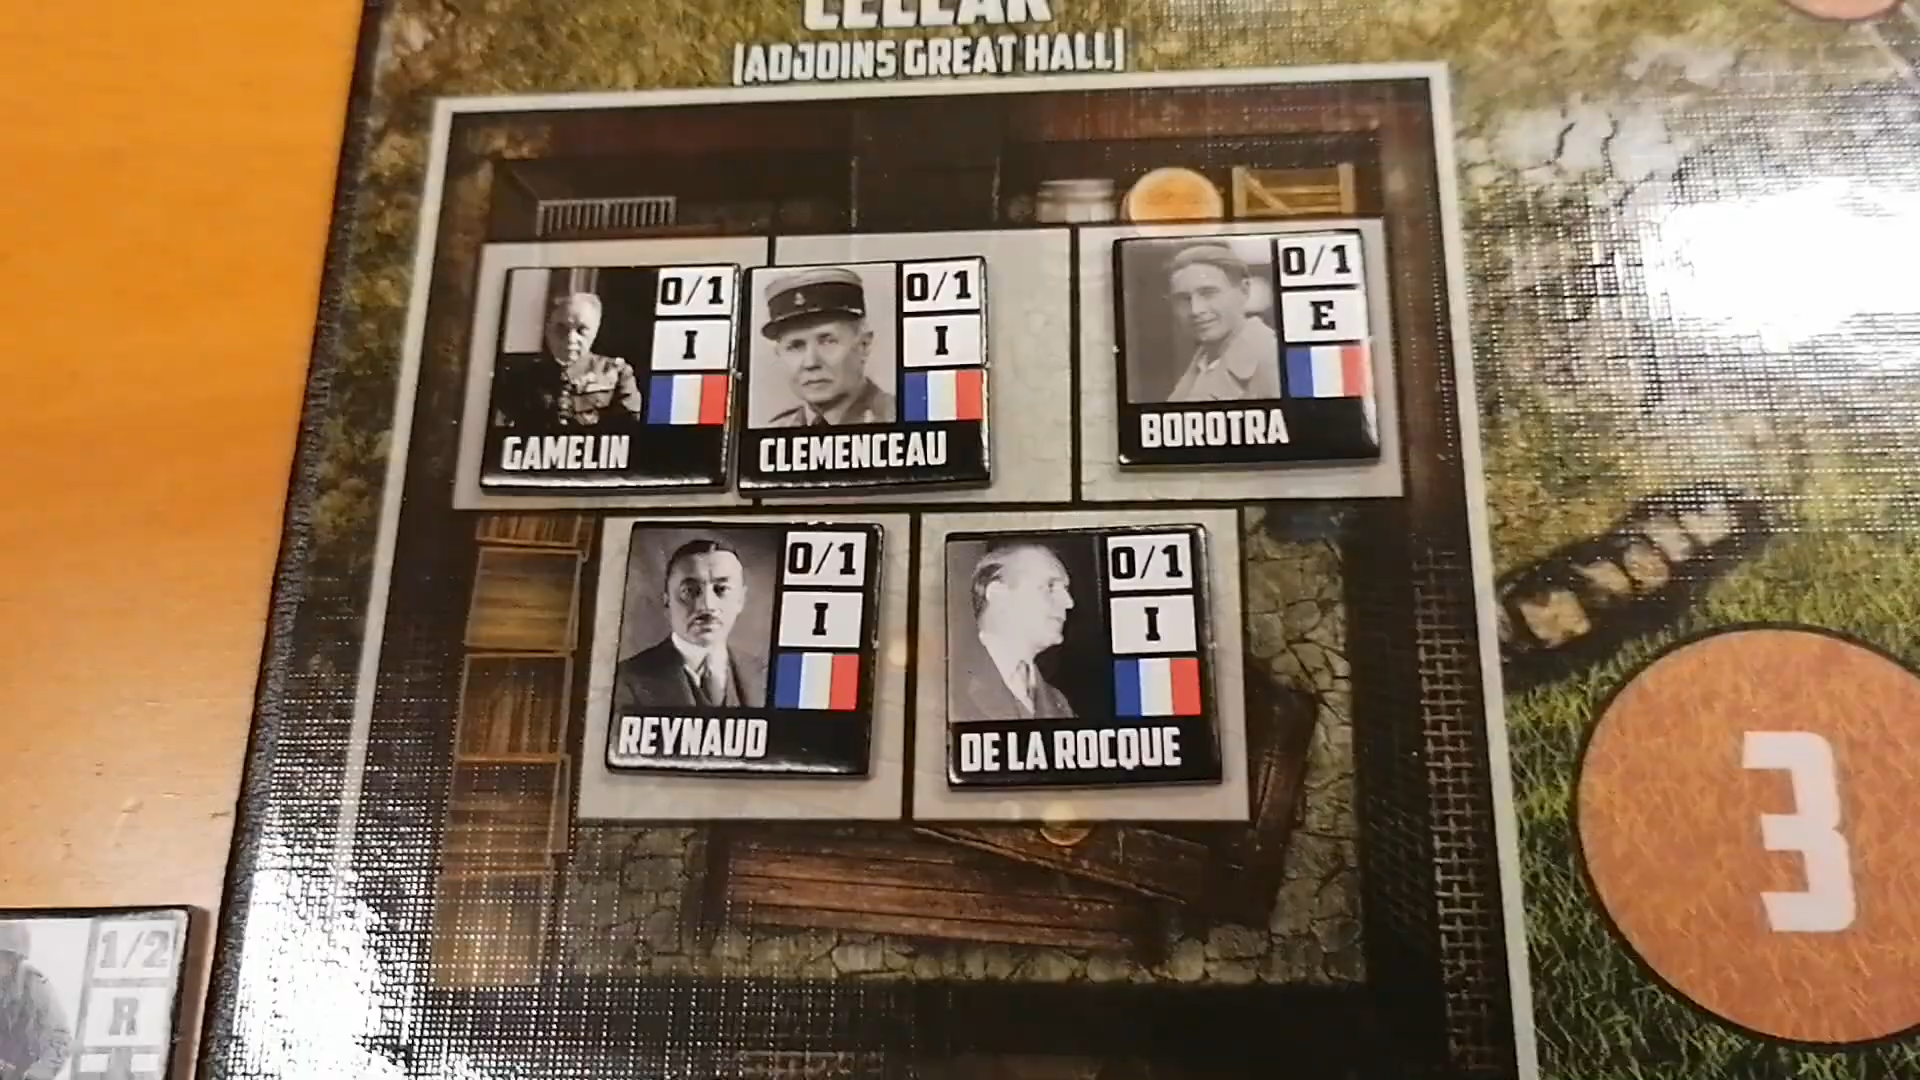 CELLAR
[ADJOINS GREAT HALL]
0/1
I
GAMELIN
0/1
I
CLEMENCEAU
0/1
E
BOROTRA
0/1
I
REYNAUD
0/1
I
DE LA ROCQUE
3
1/2
R